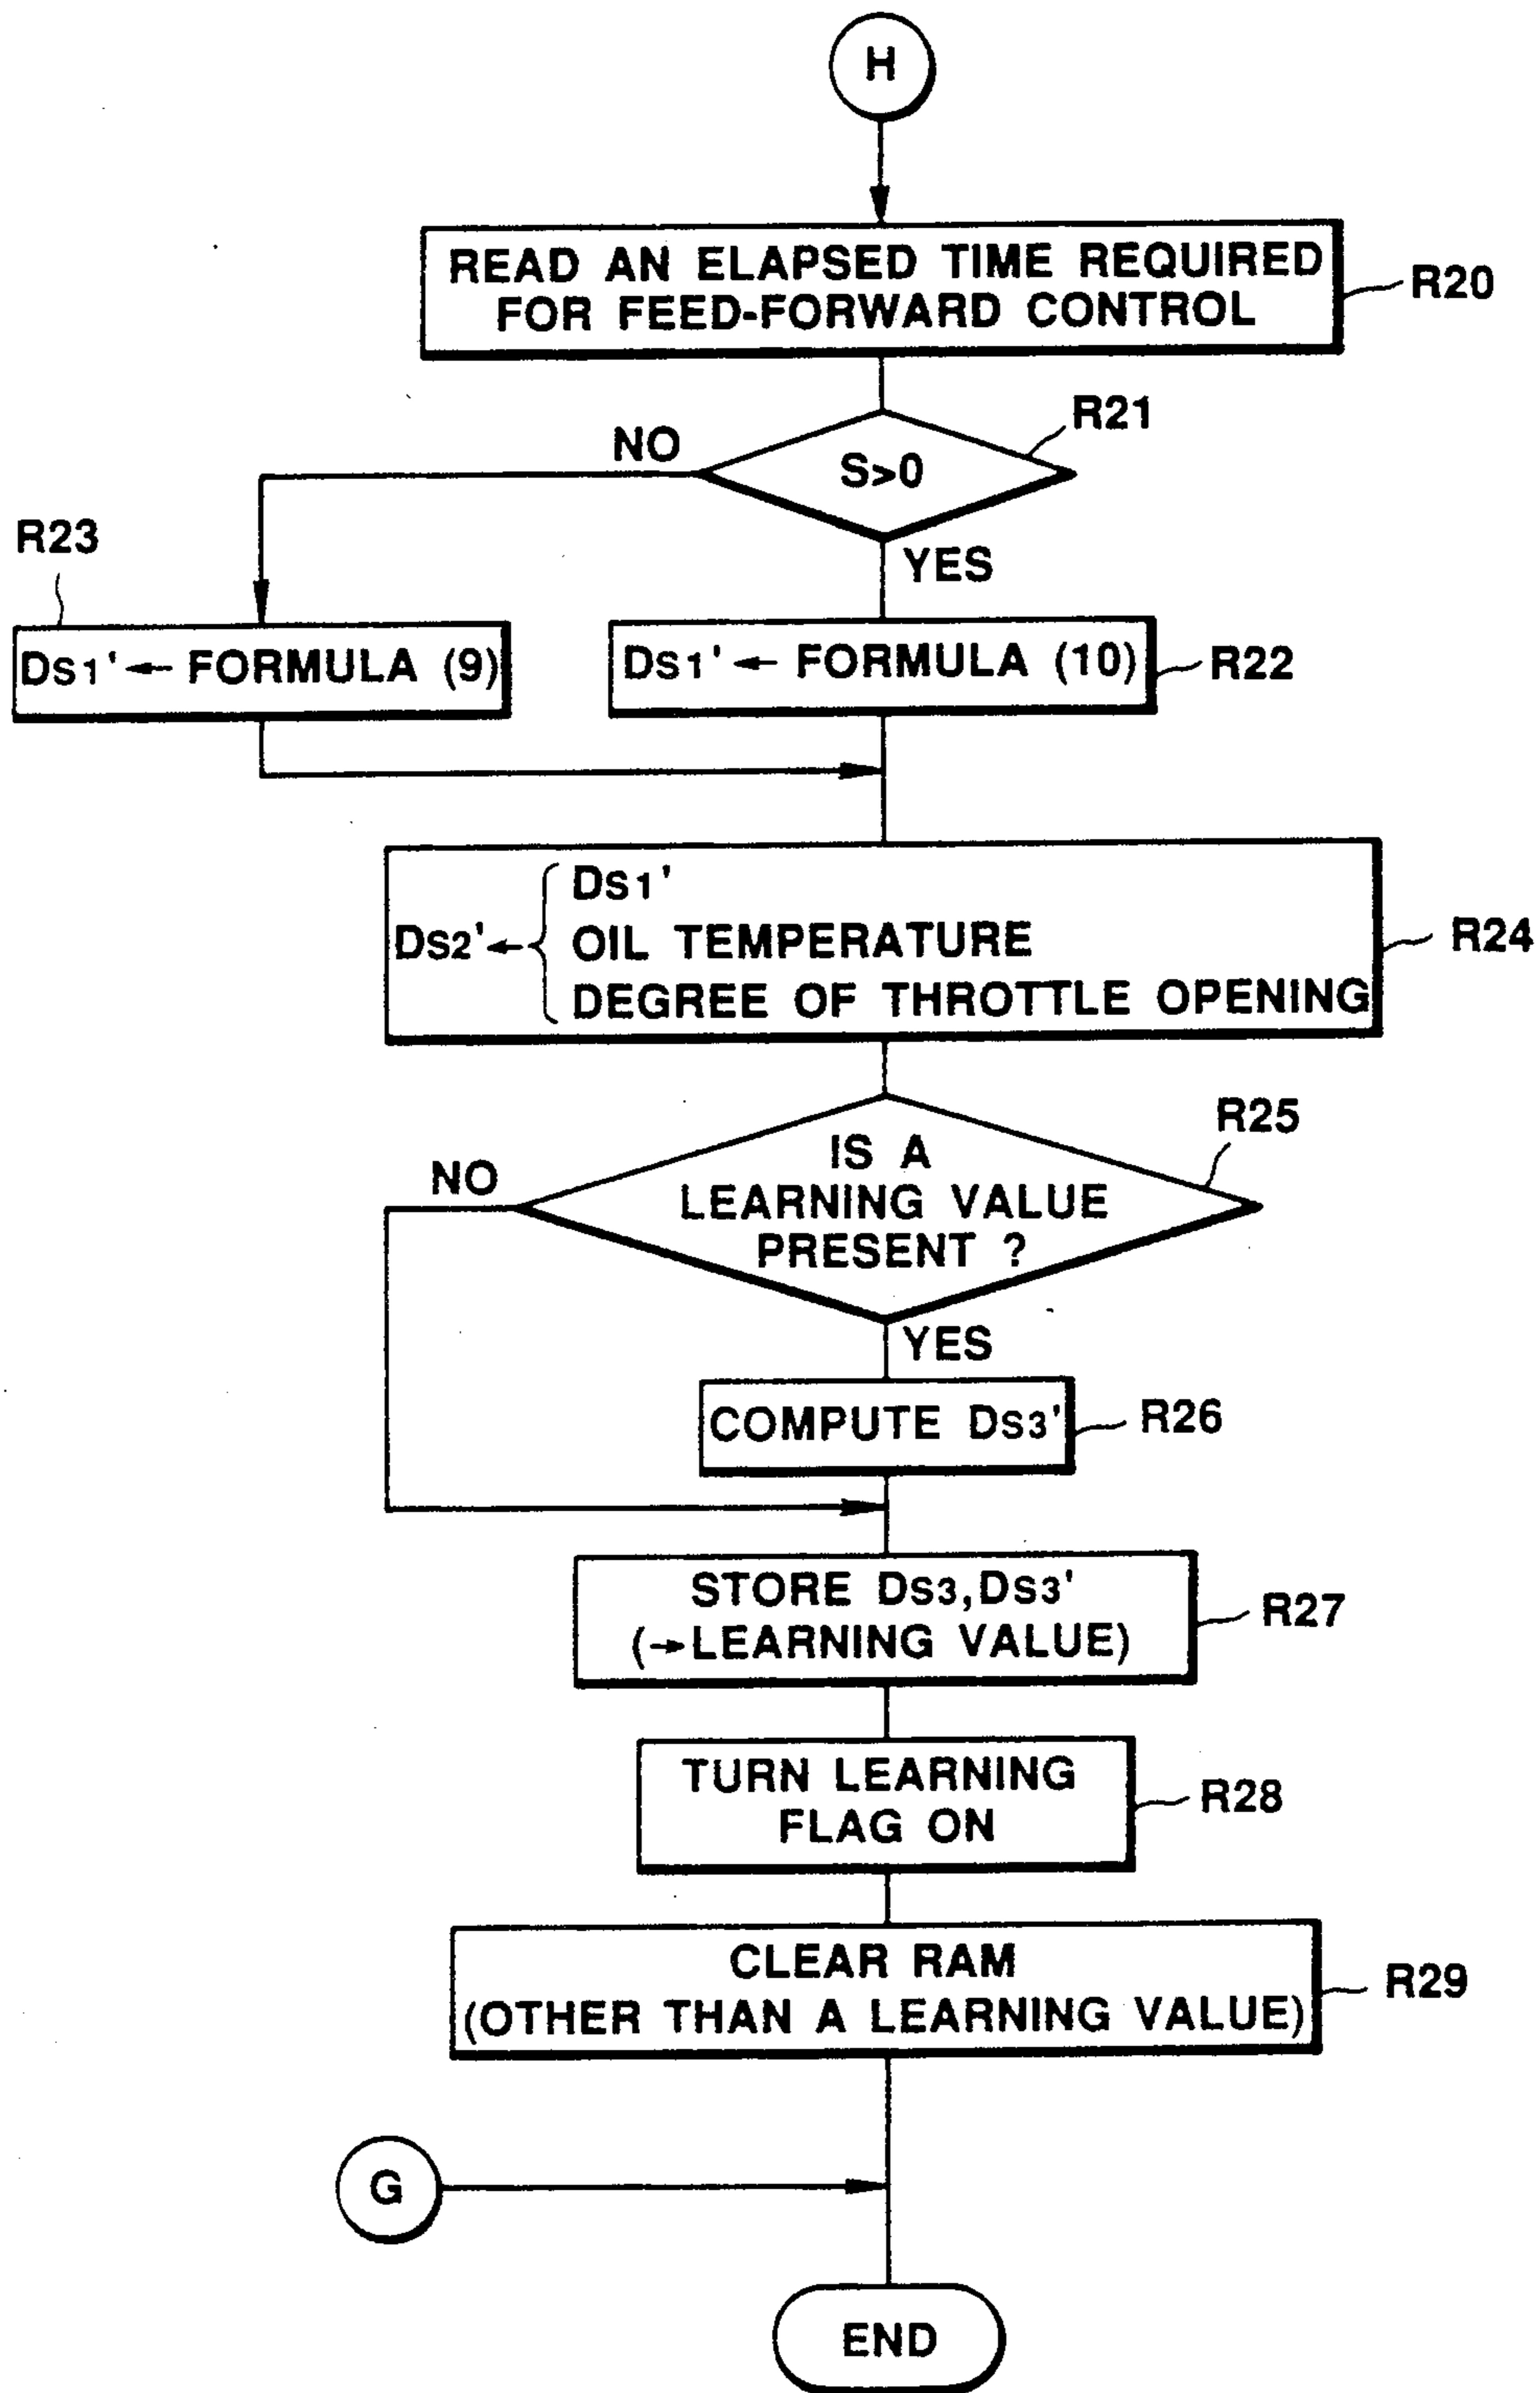 H
READ AN ELAPSED TIME REQUIRED
FOR FEED-FORWARD CONTROL
R20
R21
NO
S>0
YES
R23
DS1' ← FORMULA (9)
DS1' ← FORMULA (10)
R22
DS1'
DS2' ← { OIL TEMPERATURE
DEGREE OF THROTTLE OPENING
R24
R25
NO
IS A
LEARNING VALUE
PRESENT ?
YES
COMPUTE DS3'
R26
STORE DS3, DS3'
(→ LEARNING VALUE)
R27
TURN LEARNING
FLAG ON
R28
CLEAR RAM
(OTHER THAN A LEARNING VALUE)
R29
G
END